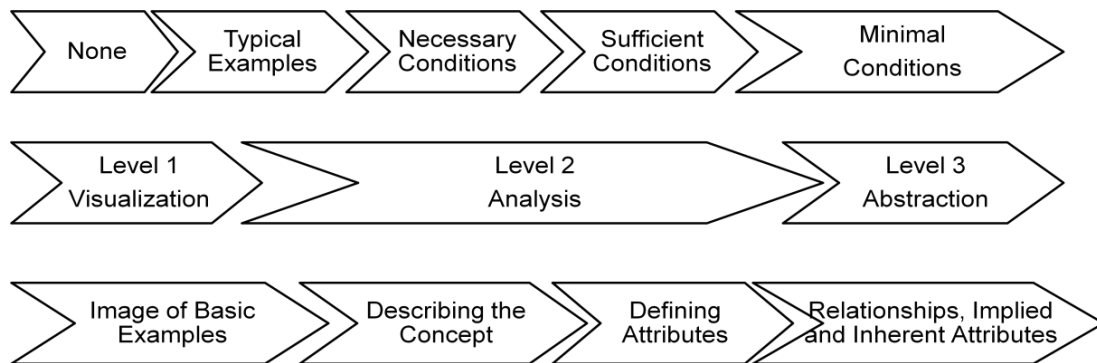 None
Typical
Examples
Necessary
Conditions
Sufficient
Conditions
Minimal
Conditions
Level 1
Visualization
Level 2
Analysis
Level 3
Abstraction
Image of Basic
Examples
Describing the
Concept
Defining
Attributes
Relationships, Implied
and Inherent Attributes